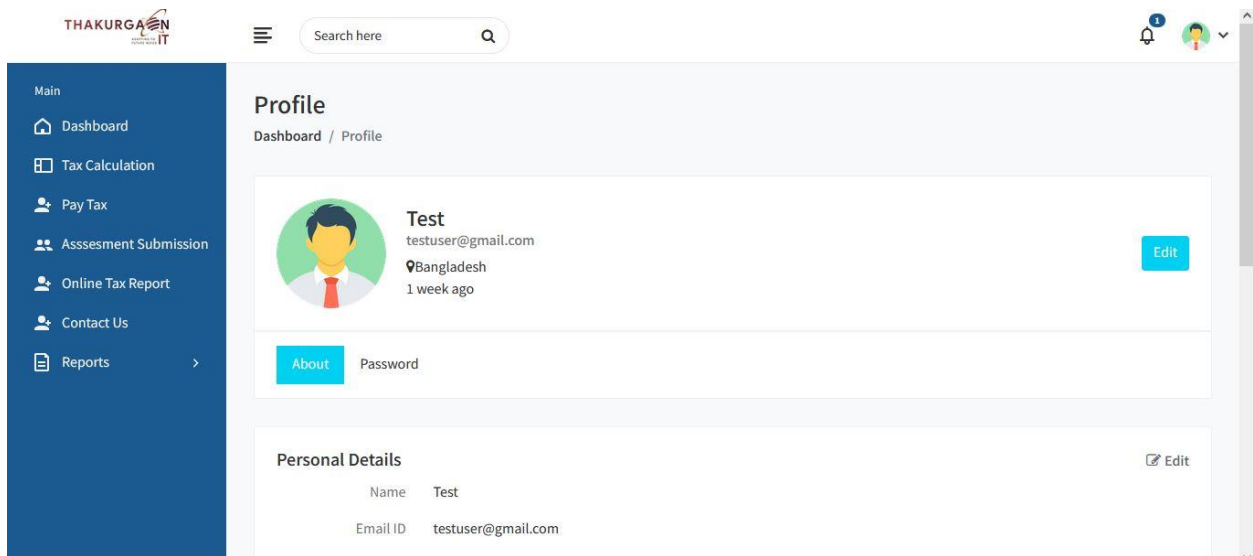 THAKURGAON
IT
Search here
1
Main
Dashboard
Tax Calculation
Pay Tax
Asssesment Submission
Online Tax Report
Contact Us
Reports
Profile
Dashboard / Profile
Test
testuser@gmail.com
Bangladesh
1 week ago
Edit
About Password
Personal Details
Edit
Name Test
Email ID testuser@gmail.com